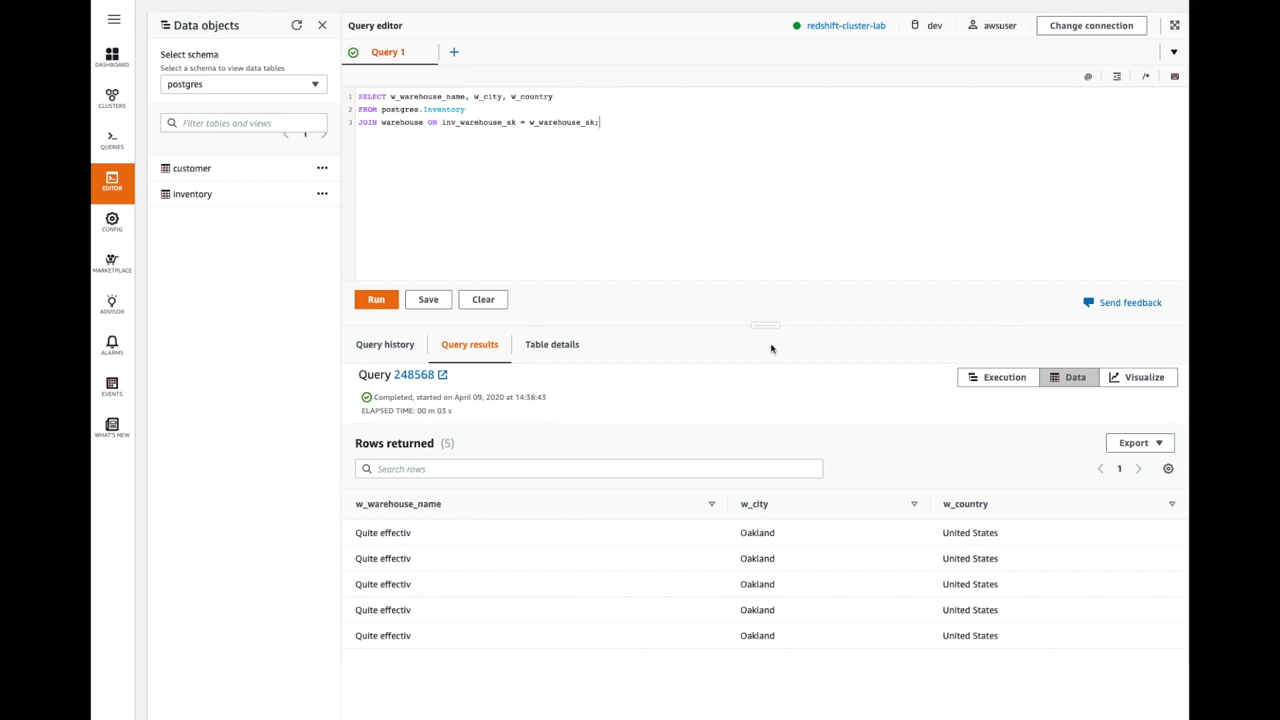 DASHBOARD
CLUSTERS
QUERIES
EDITOR
CONFIG
MARKETPLACE
ADVISOR
ALARMS
EVENTS
WHAT'S NEW
Data objects
Select schema
Select a schema to view data tables
postgres
Filter tables and views
1
customer
inventory
Query editor
redshift-cluster-lab
dev
awsuser
Change connection
Query 1
1 SELECT w_warehouse_name, w_city, w_country
2 FROM postgres.Inventory
3 JOIN warehouse ON inv_warehouse_sk = w_warehouse_sk;
Run
Save
Clear
Send feedback
Query history
Query results
Table details
Query 248568
Execution
Data
Visualize
Completed, started on April 09, 2020 at 14:38:43
ELAPSED TIME: 00 m 03 s
Rows returned (5)
Export
Search rows
1
w_warehouse_name w_city w_country
Quite effectiv Oakland United States
Quite effectiv Oakland United States
Quite effectiv Oakland United States
Quite effectiv Oakland United States
Quite effectiv Oakland United States